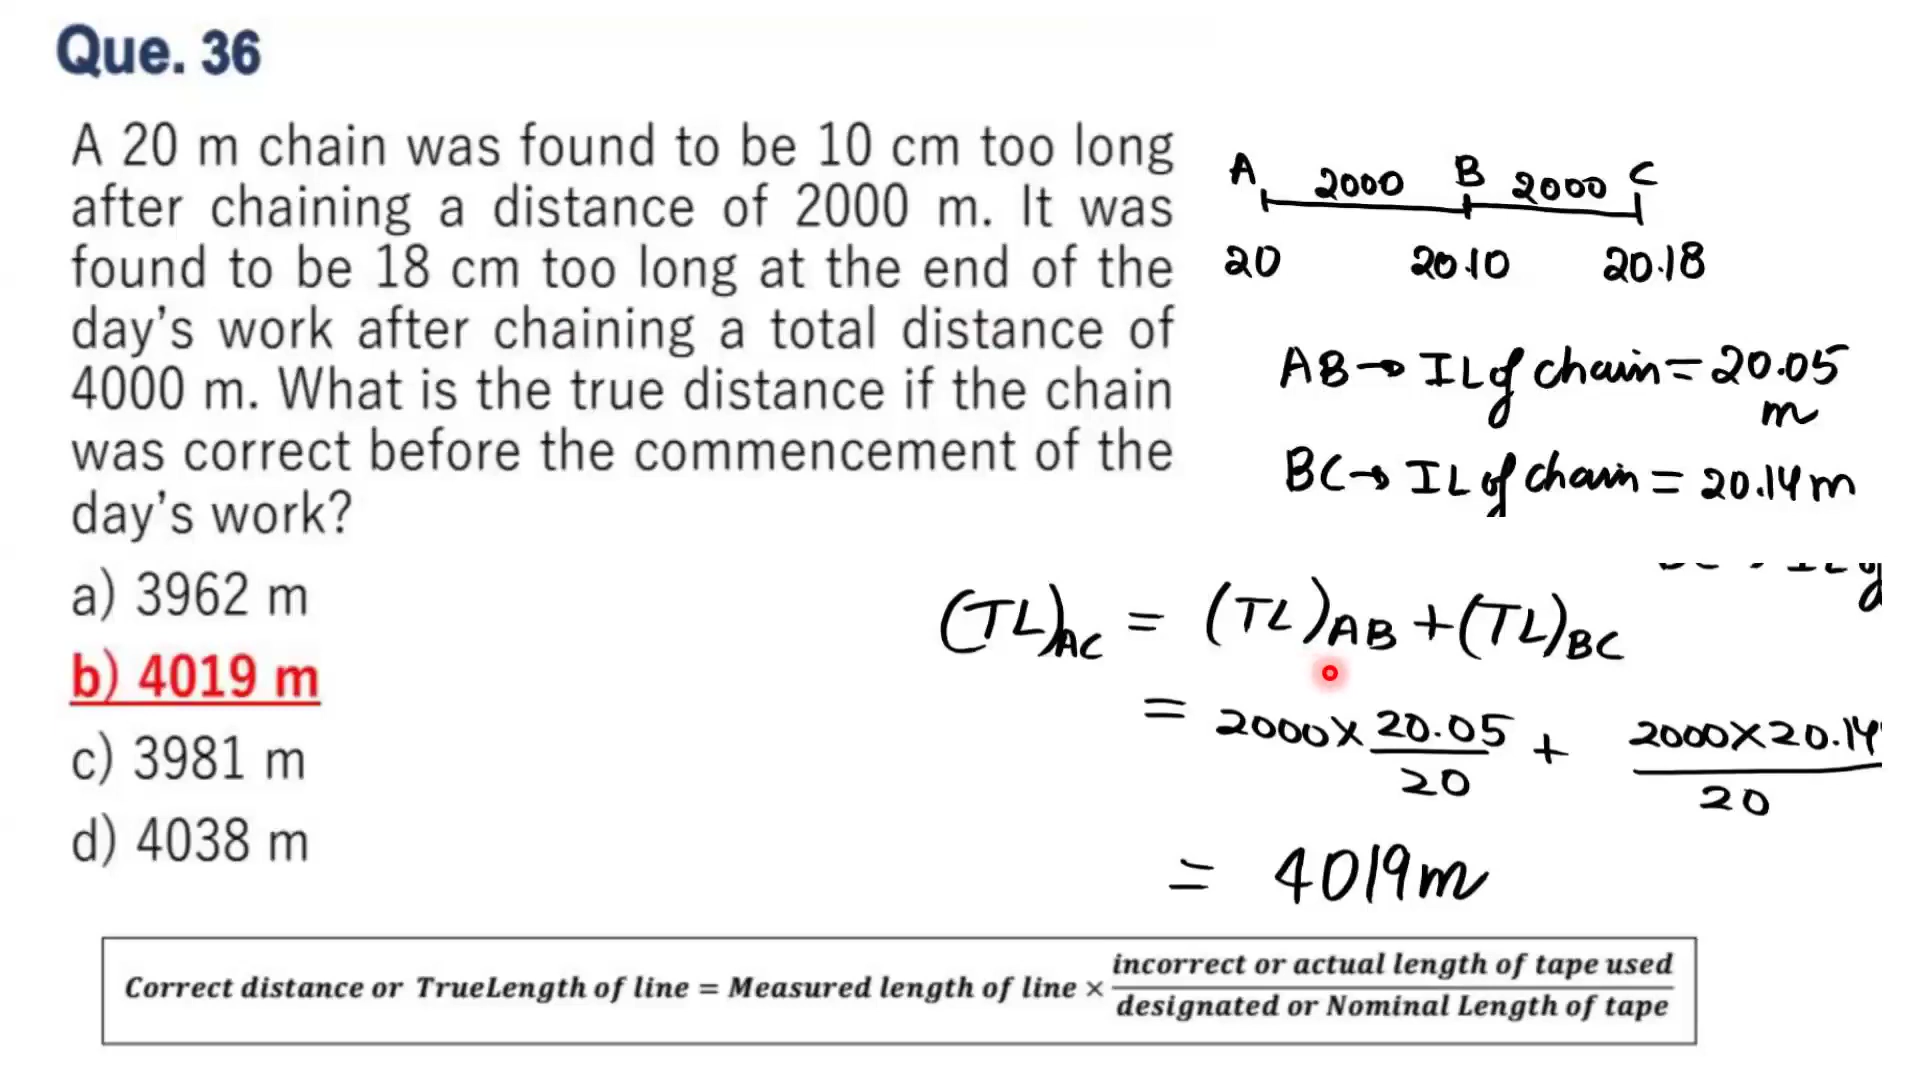 Que. 36
A 20 m chain was found to be 10 cm too long
after chaining a distance of 2000 m. It was
found to be 18 cm too long at the end of the
day's work after chaining a total distance of
4000 m. What is the true distance if the chain
was correct before the commencement of the
day's work?
a) 3962 m
b) 4019 m
c) 3981 m
d) 4038 m
A 2000 B 2000 C
20 20.10 20.18
AB → IL of chain = 20.05
m
BC → IL of chain = 20.14 m
(TL)AC = (TL)AB + (TL)BC
= 2000 × 20.05 / 20 + 2000 × 20.14 / 20
= 4019 m
Correct distance or TrueLength of line = Measured length of line × incorrect or actual length of tape used / designated or Nominal Length of tape